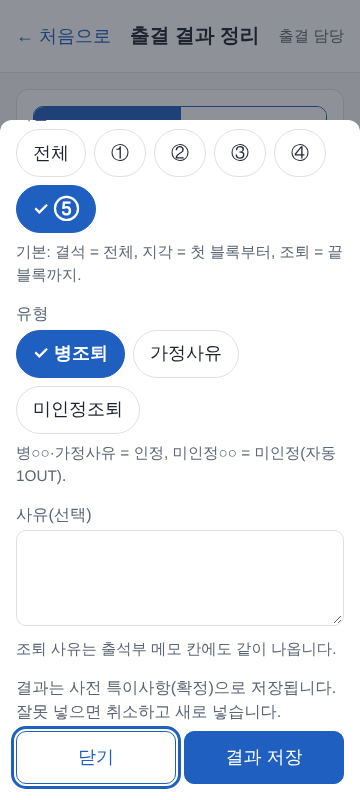 ← 처음으로 출결 결과 정리 출결 담당
전체 ① ② ③ ④
✓ ⑤
기본: 결석 = 전체, 지각 = 첫 블록부터, 조퇴 = 끝
블록까지.
유형
✓ 병조퇴 가정사유
미인정조퇴
병○○·가정사유 = 인정, 미인정○○ = 미인정(자동
1OUT).
사유(선택)
조퇴 사유는 출석부 메모 칸에도 같이 나옵니다.
결과는 사전 특이사항(확정)으로 저장됩니다.
잘못 넣으면 취소하고 새로 넣습니다.
닫기 결과 저장